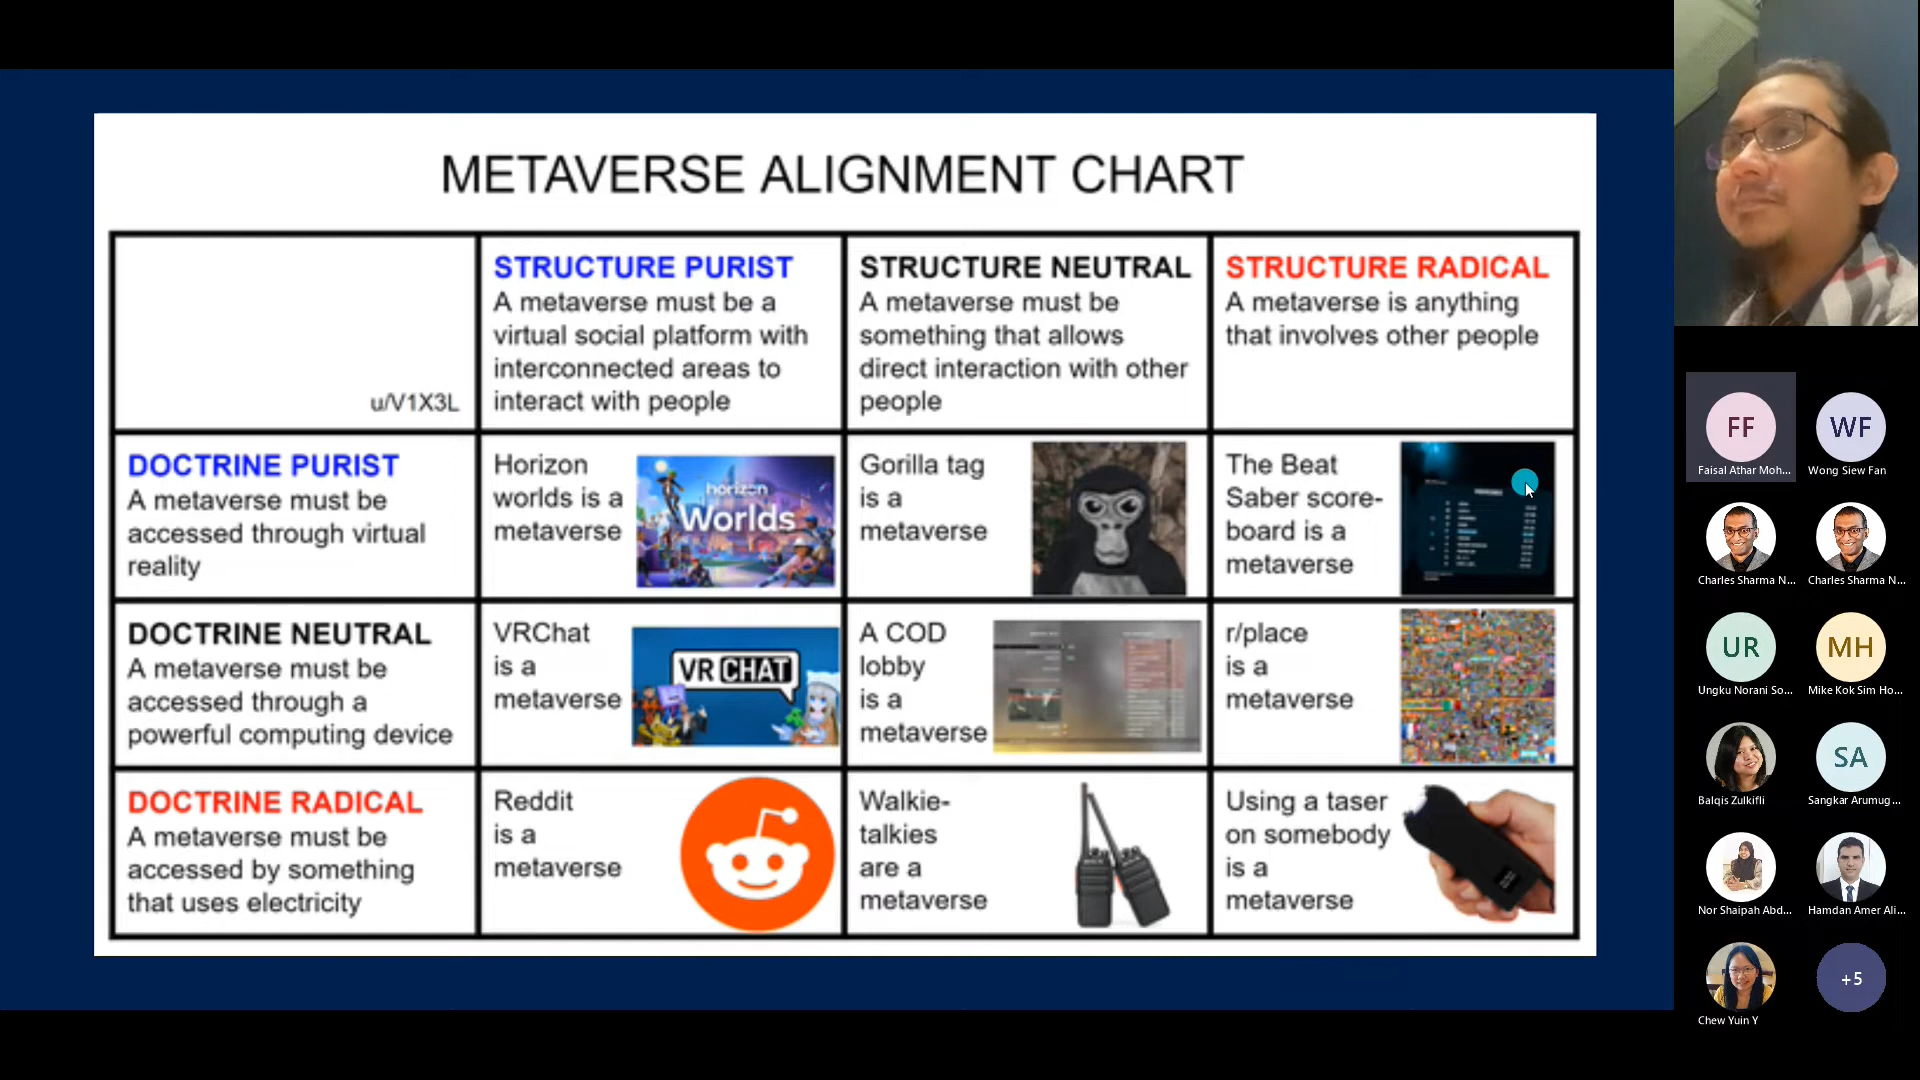 METAVERSE ALIGNMENT CHART
u/V1X3L
STRUCTURE PURIST
A metaverse must be a
virtual social platform with
interconnected areas to
interact with people
STRUCTURE NEUTRAL
A metaverse must be
something that allows
direct interaction with other
people
STRUCTURE RADICAL
A metaverse is anything
that involves other people
DOCTRINE PURIST
A metaverse must be
accessed through virtual
reality
Horizon
worlds is a
metaverse
horizon
Worlds
Gorilla tag
is a
metaverse
The Beat
Saber score-
board is a
metaverse
DOCTRINE NEUTRAL
A metaverse must be
accessed through a
powerful computing device
VRChat
is a
metaverse
VR CHAT
A COD
lobby
is a
metaverse
r/place
is a
metaverse
DOCTRINE RADICAL
A metaverse must be
accessed by something
that uses electricity
Reddit
is a
metaverse
Walkie-
talkies
are a
metaverse
Using a taser
on somebody
is a
metaverse
FF
Faisal Athar Moh...
WF
Wong Siew Fan
Charles Sharma N...
Charles Sharma N...
UR
Ungku Norani So...
MH
Mike Kok Sim Ho...
Balqis Zulkifli
SA
Sangkar Arumug...
Nor Shaipah Abd...
Hamdan Amer Ali...
Chew Yuin Y
+5